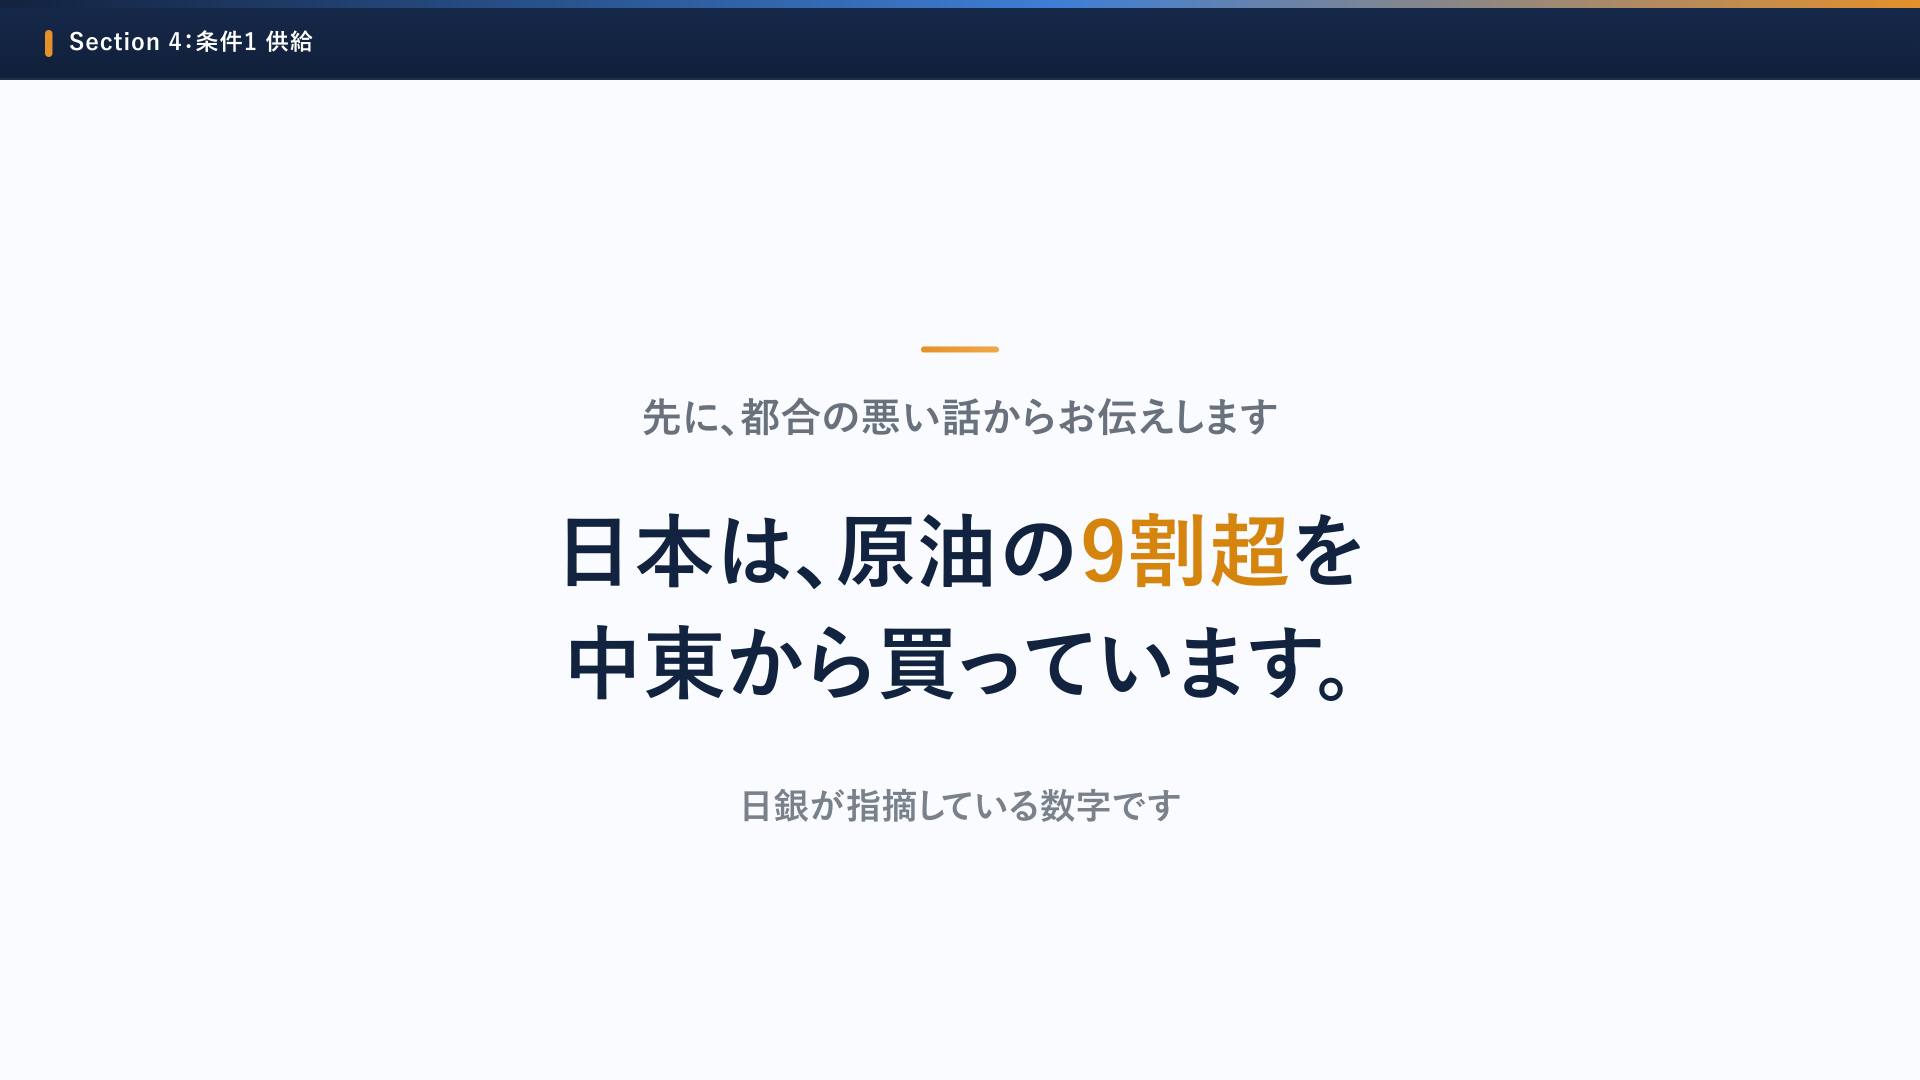 Section 4：条件1 供給
先に、都合の悪い話からお伝えします
日本は、原油の9割超を
中東から買っています。
日銀が指摘している数字です